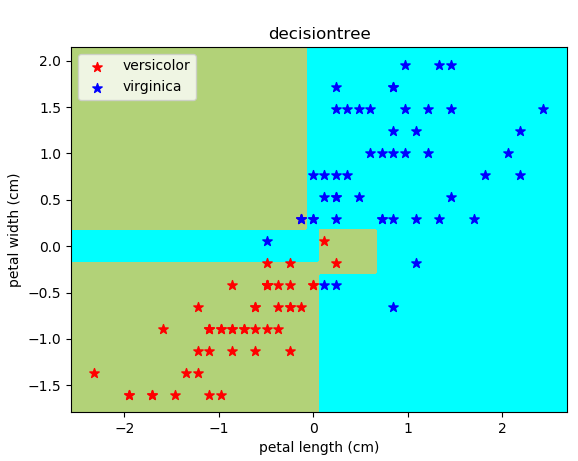 decisiontree
versicolor
virginica
2.0
1.5
1.0
0.5
0.0
−0.5
−1.0
−1.5
petal width (cm)
−2
−1
0
1
2
petal length (cm)